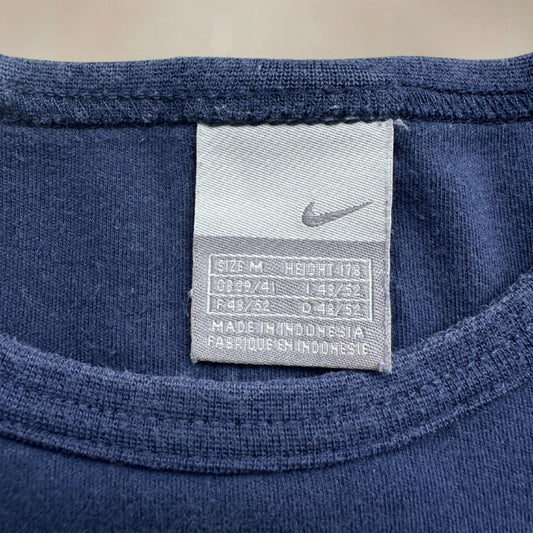 SIZE M HEIGHT-178
GB 39/41 I 48/52
F 48/52 D 48/52
MADE IN INDONESIA
FABRIQUE EN INDONESIE